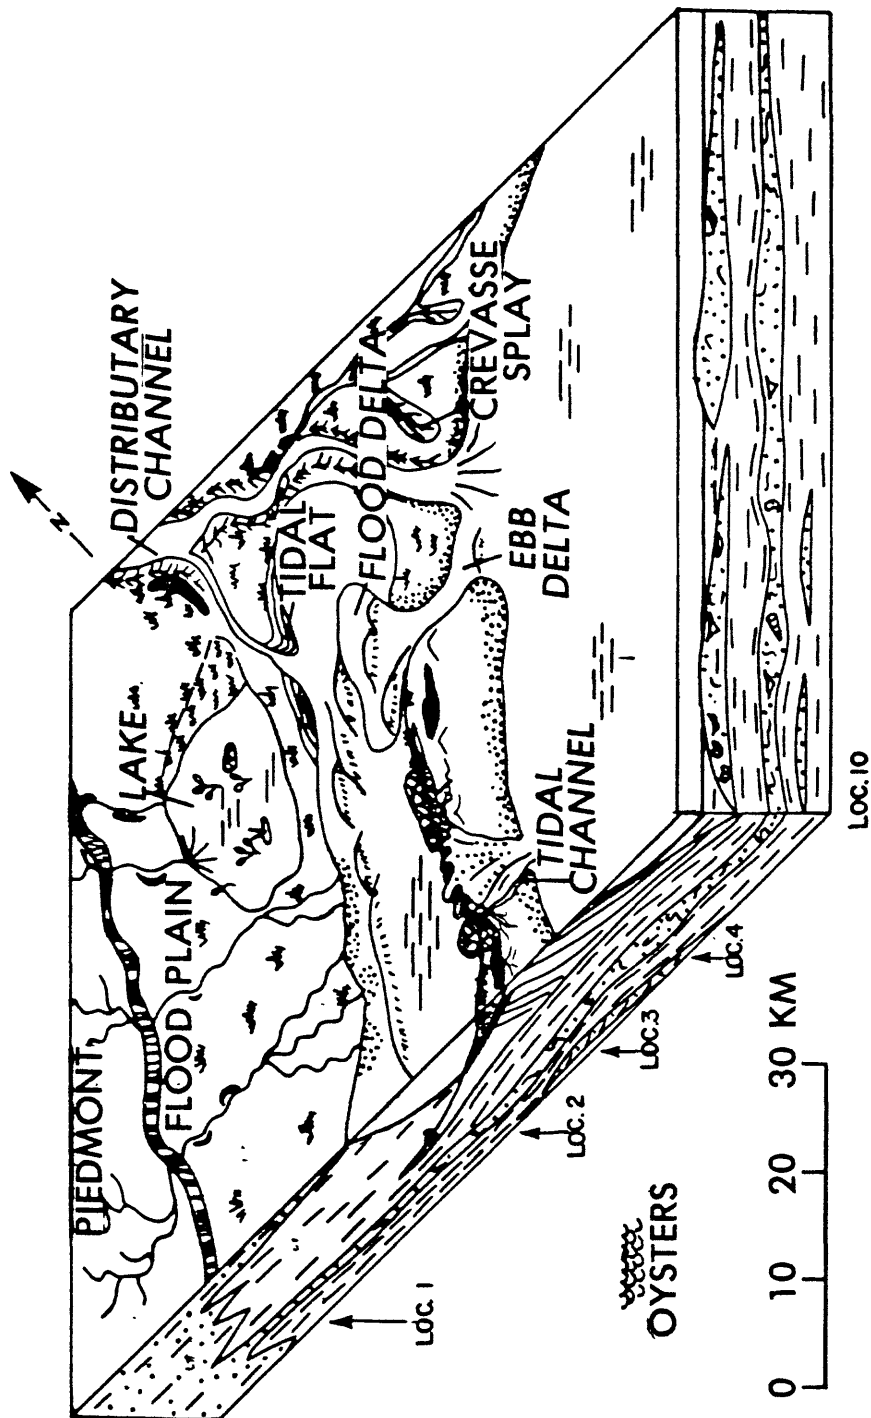 PIEDMONT
FLOOD PLAIN
LAKE
DISTRIBUTARY
CHANNEL
N
TIDAL
FLAT
FLOOD DELTA
CREVASSE
SPLAY
EBB
DELTA
TIDAL
CHANNEL
LOC. 1
LOC. 2
LOC.3
LOC.4
LOC.10
OYSTERS
0 10 20 30 KM